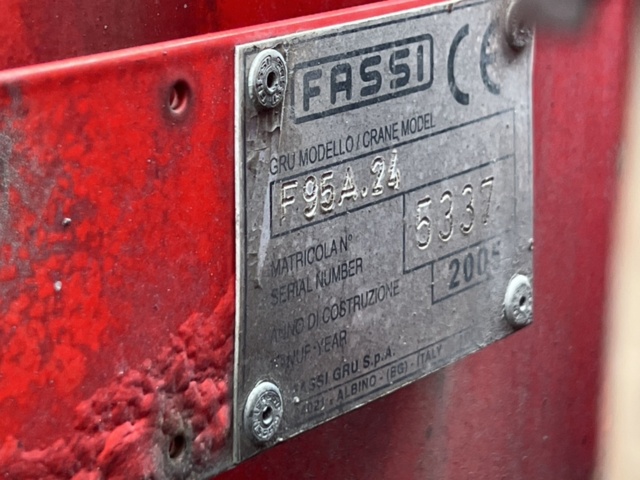 FASSI CE
GRU MODELLO / CRANE MODEL
F95A.24
MATRICOLA N°
SERIAL NUMBER
5337
DI COSTRUZIONE
YEAR
GRU S.p.A.
ALBINO - (BG) - ITALY